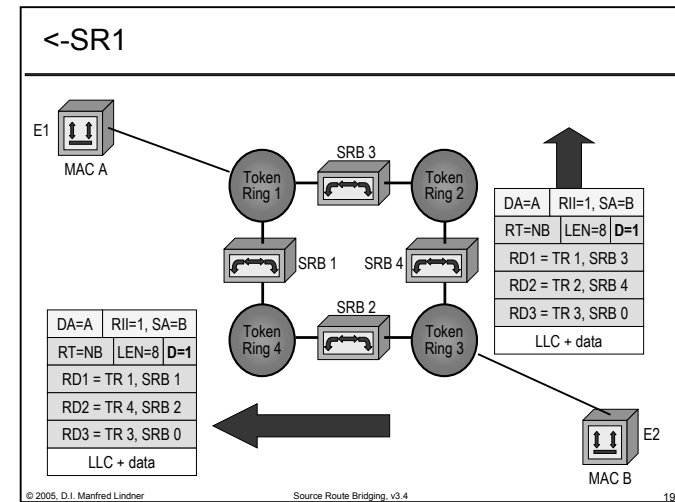 <-SR1
E1
MAC A
SRB 3
Token
Ring 1
Token
Ring 2
DA=A RII=1, SA=B
RT=NB LEN=8 D=1
RD1 = TR 1, SRB 3
RD2 = TR 2, SRB 4
RD3 = TR 3, SRB 0
LLC + data
SRB 1
SRB 4
SRB 2
Token
Ring 4
Token
Ring 3
DA=A RII=1, SA=B
RT=NB LEN=8 D=1
RD1 = TR 1, SRB 1
RD2 = TR 4, SRB 2
RD3 = TR 3, SRB 0
LLC + data
E2
MAC B
© 2005, D.I. Manfred Lindner
Source Route Bridging, v3.4
19